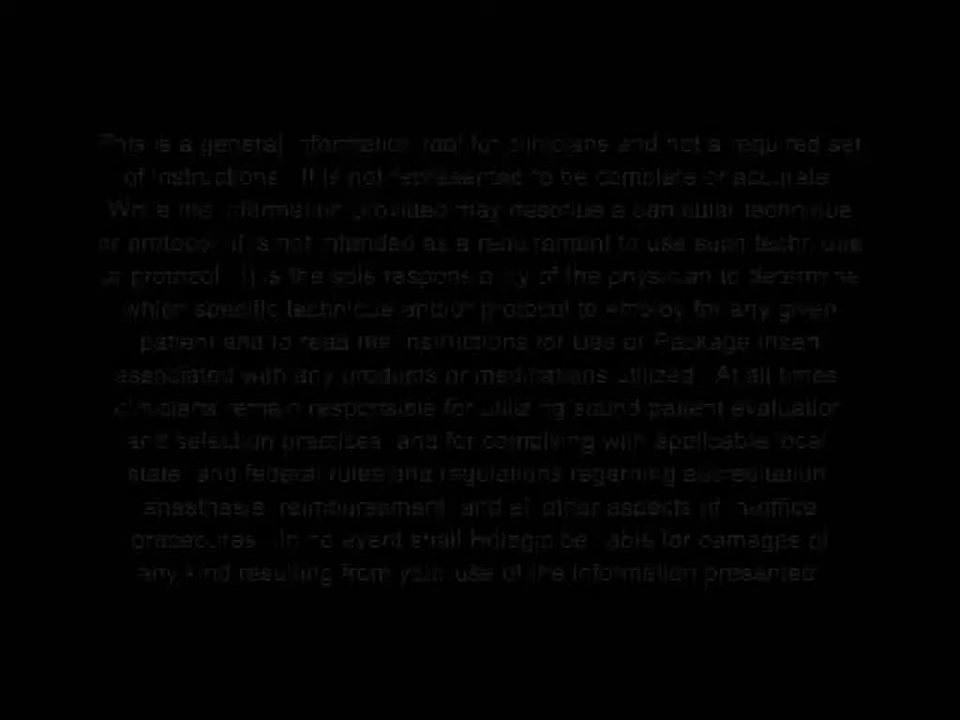 This is a general information tool for clinicians and not a required set
of instructions. It is not represented to be complete or accurate.
While the information provided may describe a particular technique
or protocol, it is not intended as a requirement to use such technique
or protocol. It is the sole responsibility of the physician to determine
which specific technique and/or protocol to employ for any given
patient and to read the Instructions for Use or Package Insert
associated with any products or medications utilized. At all times,
clinicians remain responsible for utilizing sound patient evaluation
and selection practices, and for complying with applicable local,
state, and federal rules and regulations regarding accreditation,
anesthesia, reimbursement, and all other aspects of in-office
procedures. In no event shall Hologic be liable for damages of
any kind resulting from your use of the information presented.